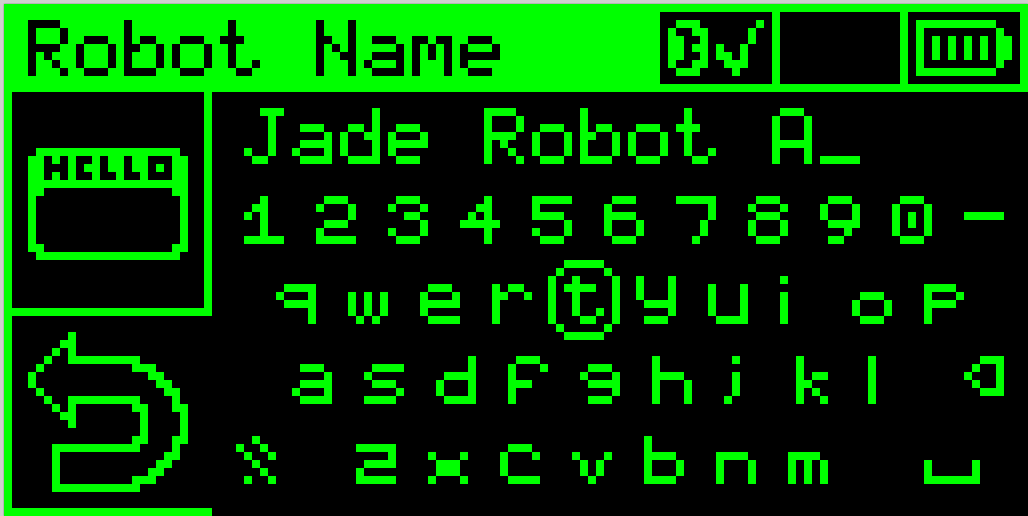 Robot Name
HELLO
Jade Robot A_
1 2 3 4 5 6 7 8 9 0 -
q w e r t y u i o p
a s d f g h j k l
z x c v b n m